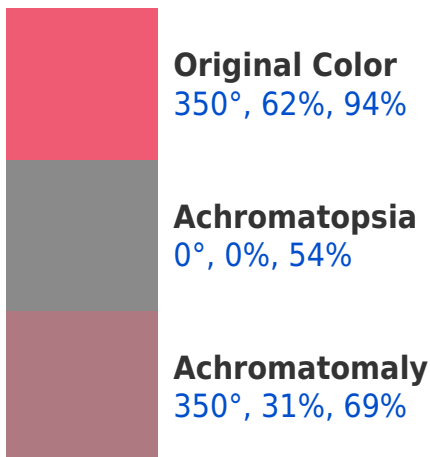 Original Color
350°, 62%, 94%
Achromatopsia
0°, 0%, 54%
Achromatomaly
350°, 31%, 69%